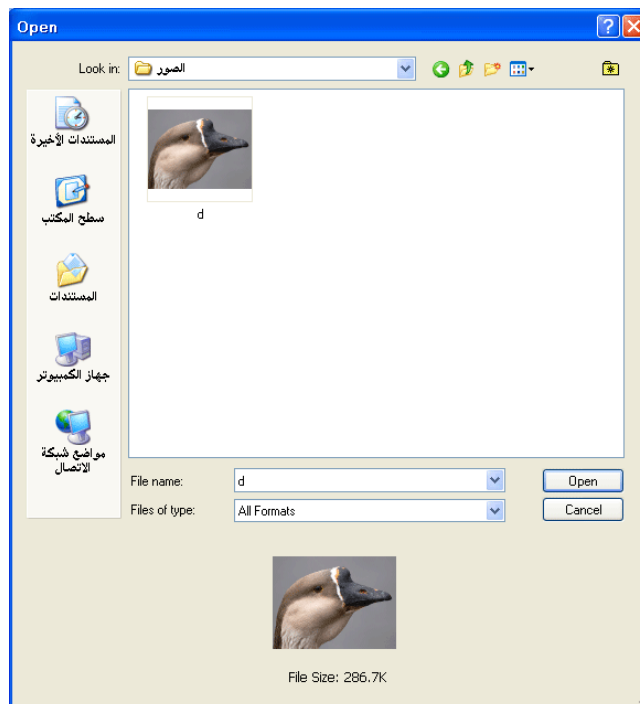 Open
Look in:
الصور
المستندات الأخيرة
سطح المكتب
المستندات
جهاز الكمبيوتر
مواضع شبكة
الاتصال
d
File name:
d
Open
Files of type:
All Formats
Cancel
File Size: 286.7K